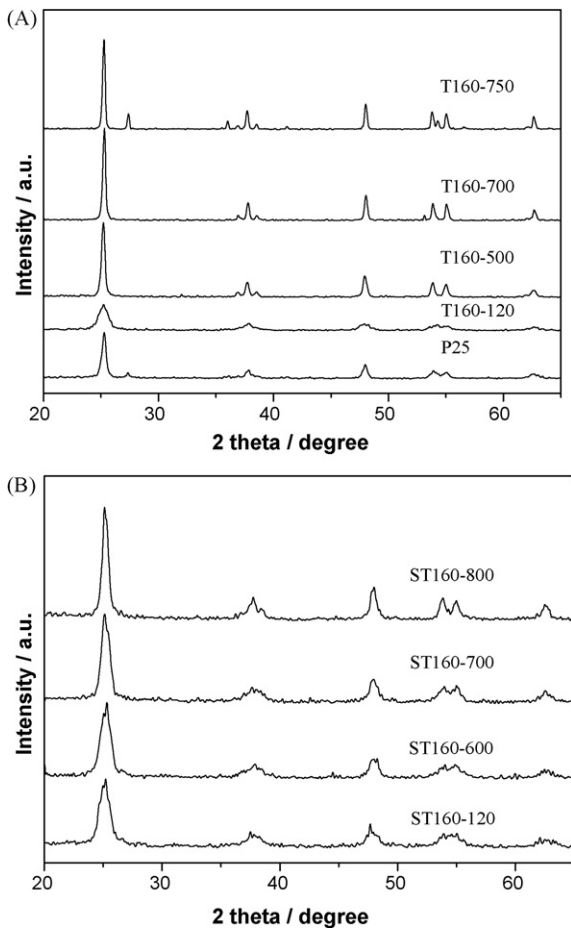 (A)
T160-750
T160-700
T160-500
T160-120
P25
Intensity / a.u.
20 30 40 50 60
2 theta / degree
(B)
ST160-800
ST160-700
ST160-600
ST160-120
Intensity / a.u.
20 30 40 50 60
2 theta / degree